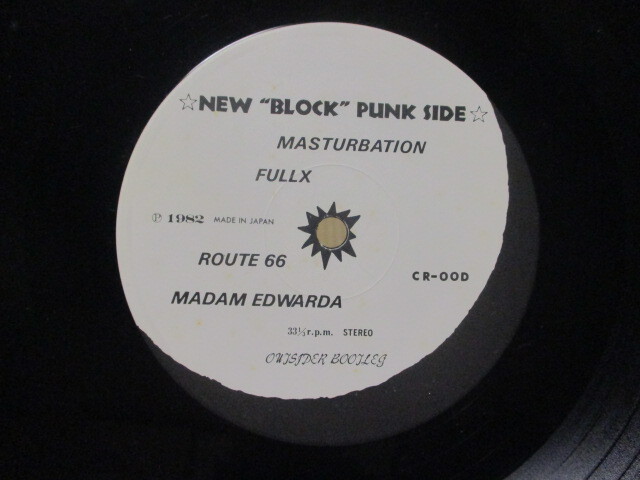 ☆NEW “BLOCK” PUNK SIDE☆
MASTURBATION
FULLX
℗ 1982 MADE IN JAPAN
ROUTE 66
CR-OOD
MADAM EDWARDA
33⅓ r.p.m. STEREO
OUTSIDER BOOTLEG